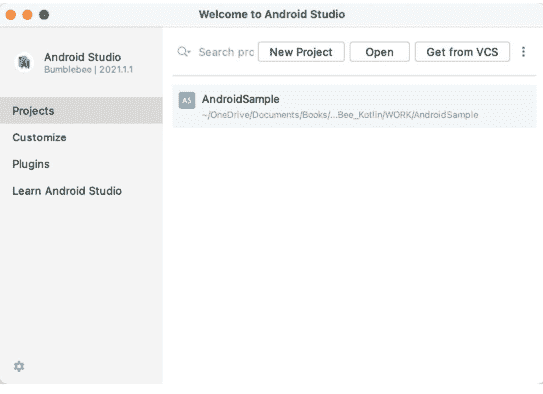 Welcome to Android Studio
Android Studio
Bumblebee | 2021.1.1
Projects
Customize
Plugins
Learn Android Studio
Search prc
New Project
Open
Get from VCS
AS
AndroidSample
~/OneDrive/Documents/Books/...Bee_Kotlin/WORK/AndroidSample